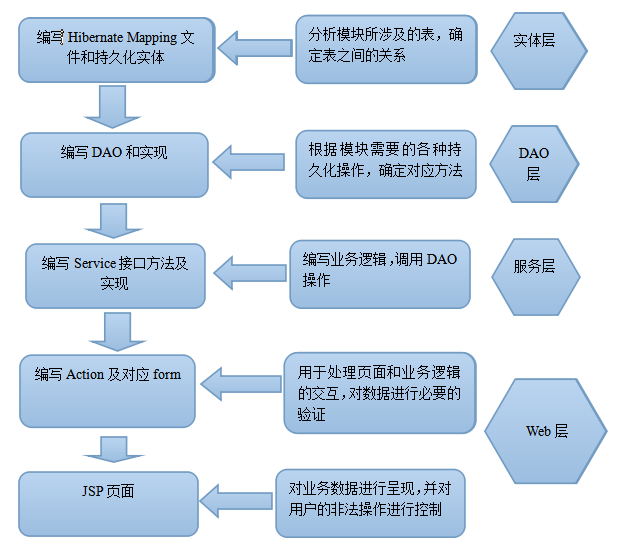 编写 Hibernate Mapping 文
件和持久化实体
分析模块所涉及的表，确
定表之间的关系
实体层
编写 DAO 和实现
根据模块需要的各种持
久化操作，确定对应方法
DAO
层
编写 Service 接口方法及
实现
编写业务逻辑，调用 DAO
操作
服务层
编写 Action 及对应 form
用于处理页面和业务逻辑
的交互，对数据进行必要的
验证
Web 层
JSP 页面
对业务数据进行呈现，并对
用户的非法操作进行控制